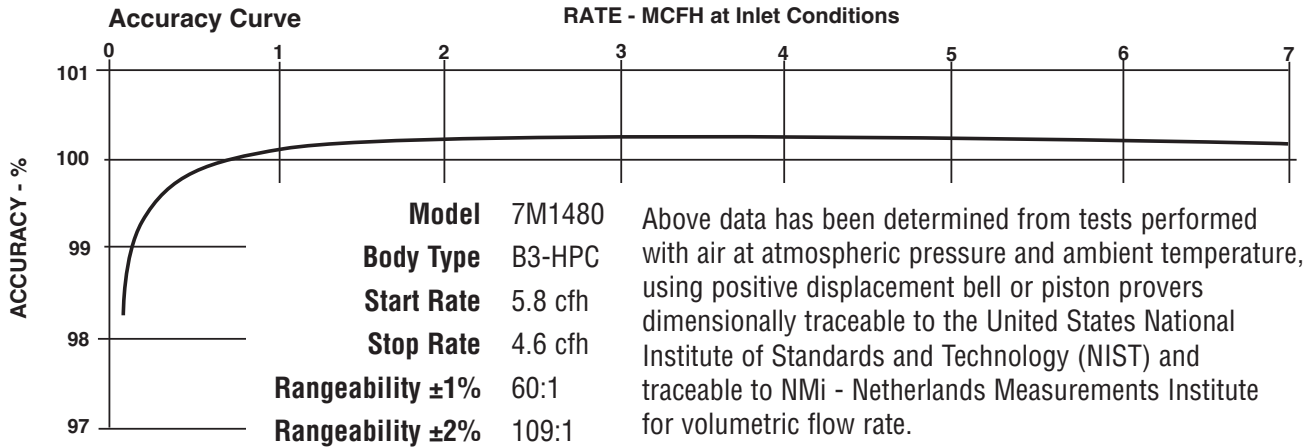 Accuracy Curve
RATE - MCFH at Inlet Conditions
0 1 2 3 4 5 6 7
101
100
99
98
97
ACCURACY - %
Model 7M1480
Body Type B3-HPC
Start Rate 5.8 cfh
Stop Rate 4.6 cfh
Rangeability ±1% 60:1
Rangeability ±2% 109:1
Above data has been determined from tests performed
with air at atmospheric pressure and ambient temperature,
using positive displacement bell or piston provers
dimensionally traceable to the United States National
Institute of Standards and Technology (NIST) and
traceable to NMi - Netherlands Measurements Institute
for volumetric flow rate.